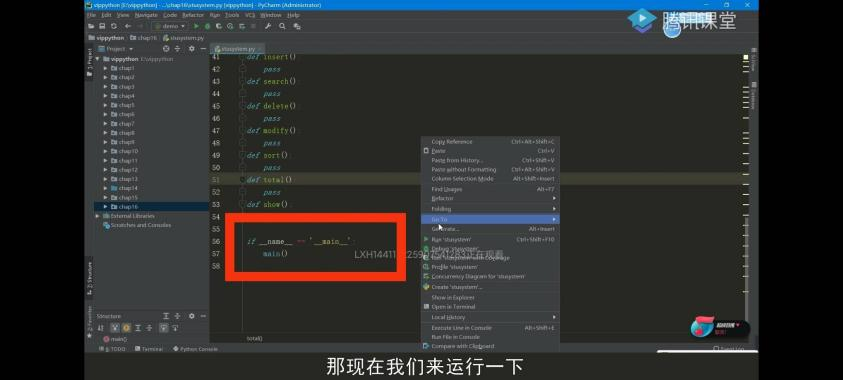 vippython [E:\vippython] - ...\chap16\stusystem.py - PyCharm (Administrator)
File Edit View Navigate Code Refactor Run Tools VCS Window Help
腾讯课堂
demo
vippython chap16 stusystem.py
Project
stusystem.py
vippython E:\vippython
chap1
chap2
chap3
chap4
chap5
chap6
chap7
chap8
chap9
chap10
chap11
chap12
chap13
chap14
chap15
chap16
External Libraries
Scratches and Consoles
41 def insert():
42 pass
43 def search():
44 pass
45 def delete():
46 pass
47 def modify():
48 pass
49 def sort():
50 pass
51 def total():
52 pass
53 def show():
54
55
56 if __name__ == '__main__':
57 main()
58
Copy Reference Ctrl+Alt+Shift+C
Paste Ctrl+V
Paste from History... Ctrl+Shift+V
Paste without Formatting Ctrl+Alt+Shift+V
Column Selection Mode Alt+Shift+Insert
Find Usages Alt+F7
Refactor
Folding
Go To
Generate... Alt+Insert
Run 'stusystem' Ctrl+Shift+F10
Debug 'stusystem'
Run 'stusystem' with Coverage
Profile 'stusystem'
Concurrency Diagram for 'stusystem'
Create 'stusystem'...
Show in Explorer
Open in Terminal
Local History
Execute Line in Console Alt+Shift+E
Run File in Console
Compare with Clipboard
Structure
main()
total()
6: TODO Terminal Python Console
Event Log
那现在我们来运行一下